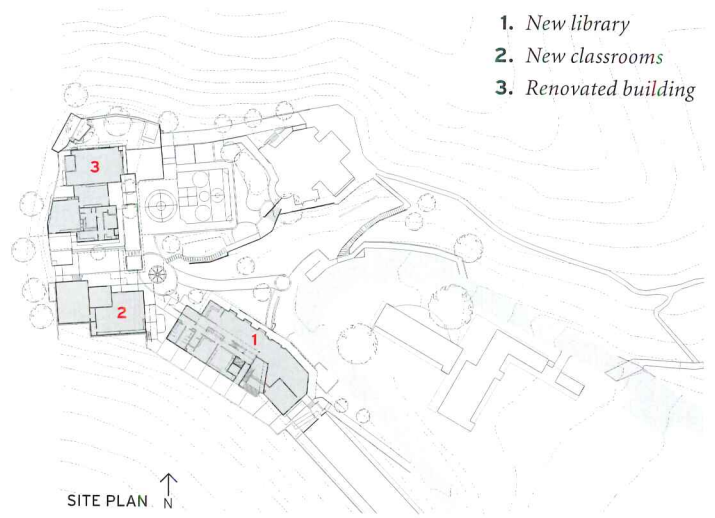 1. New library
2. New classrooms
3. Renovated building
3
2
1
SITE PLAN N